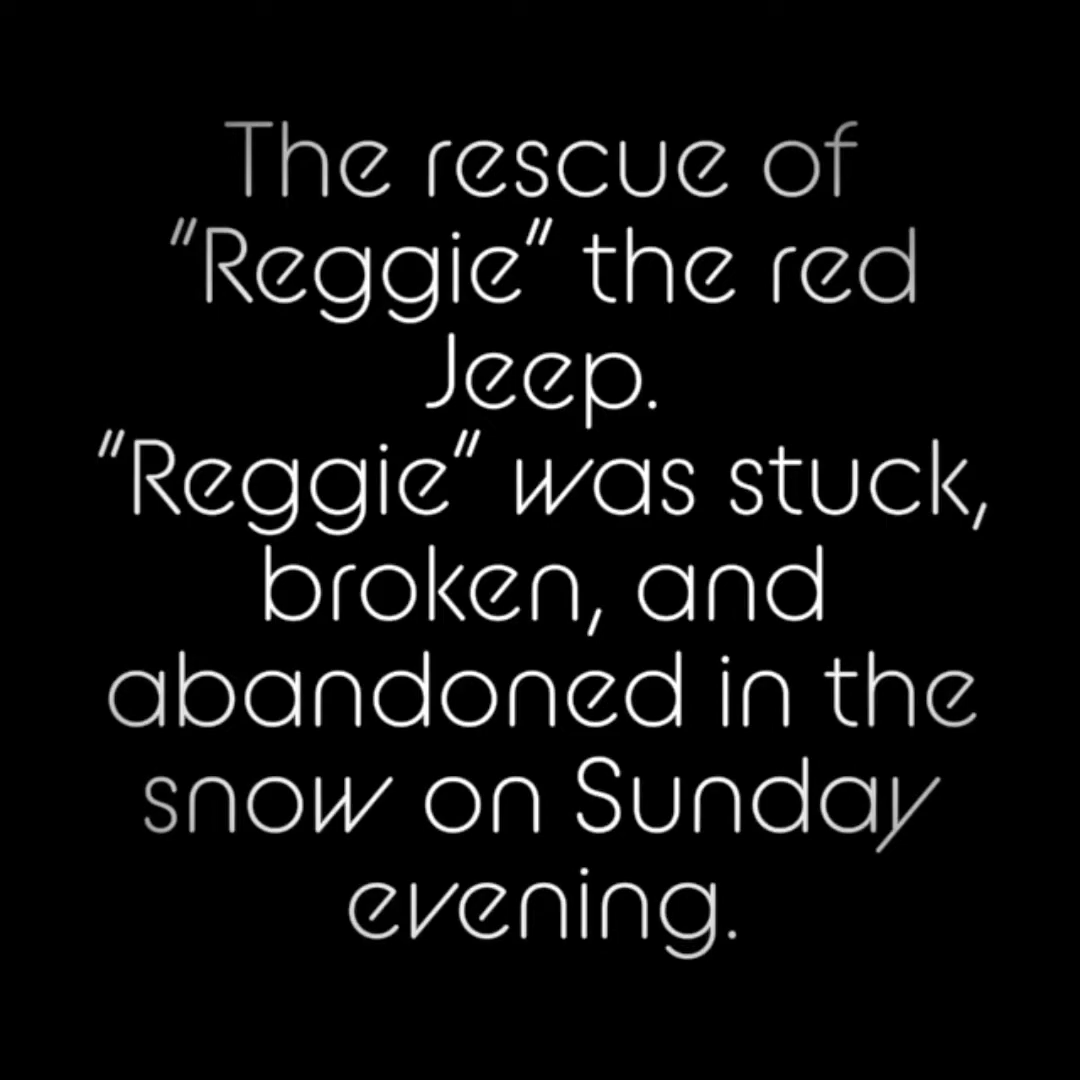 The rescue of
"Reggie" the red
Jeep.
"Reggie" was stuck,
broken, and
abandoned in the
snow on Sunday
evening.